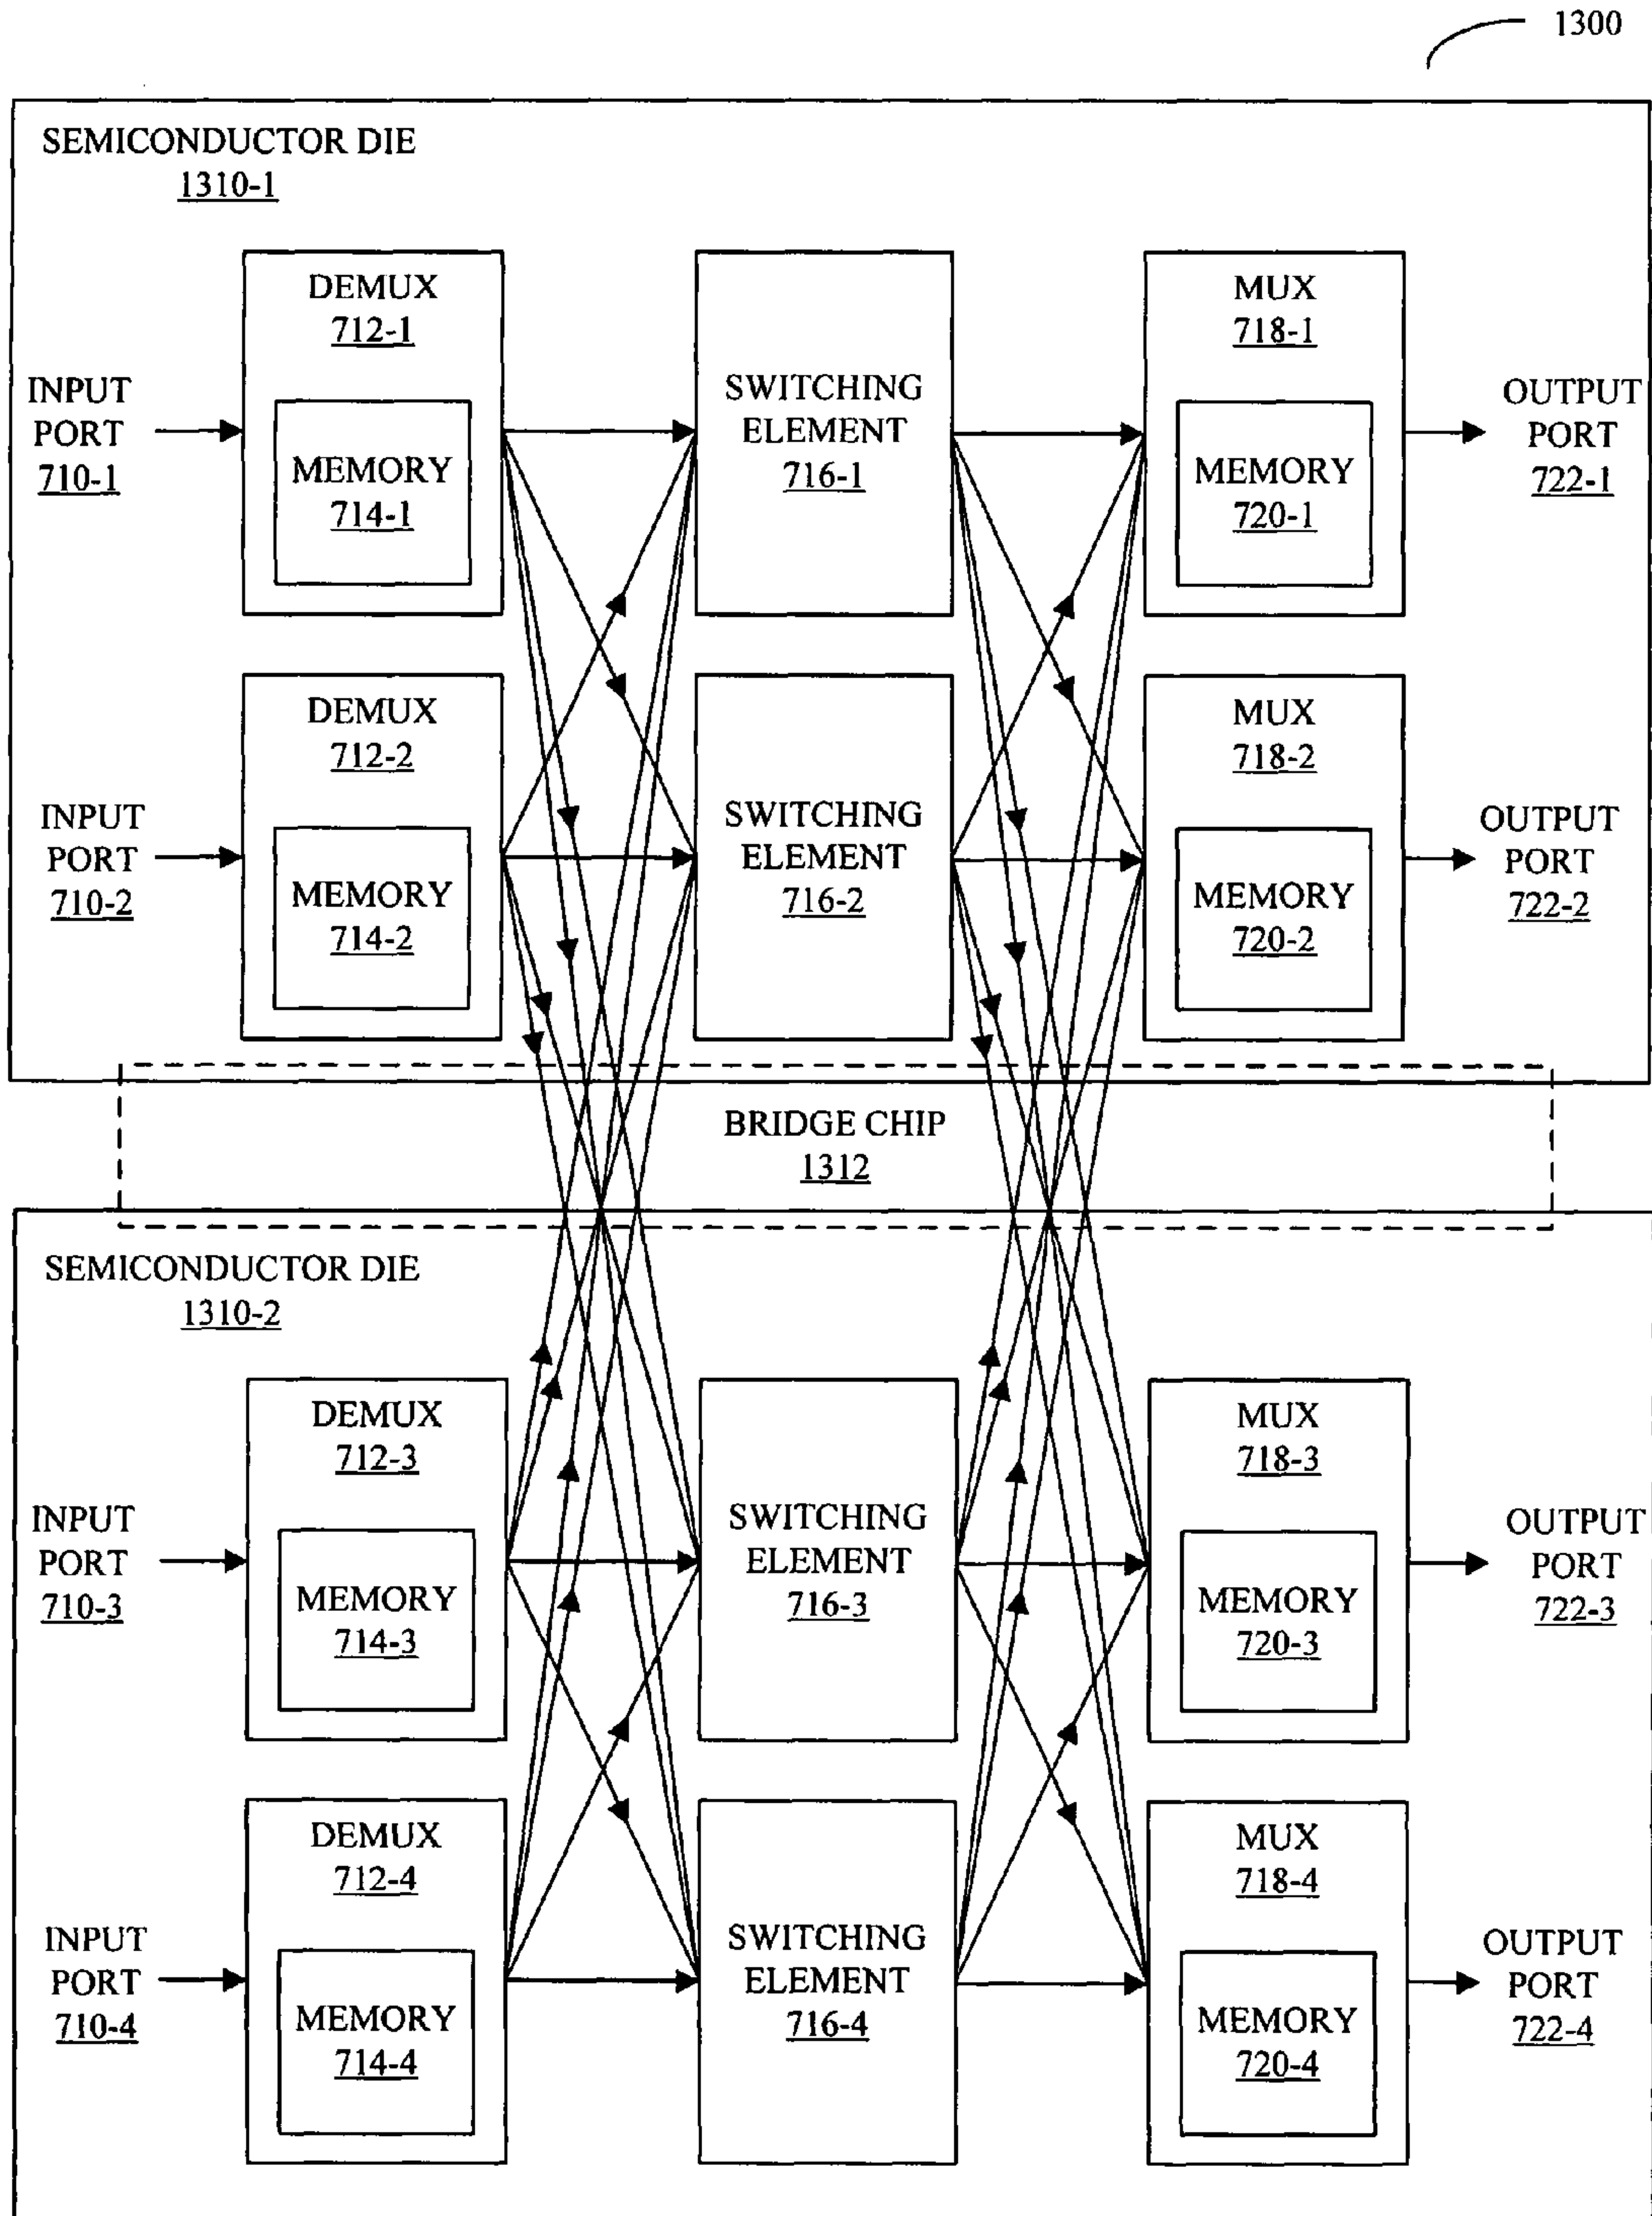 1300
SEMICONDUCTOR DIE
1310-1
DEMUX
712-1
MEMORY
714-1
INPUT
PORT
710-1
SWITCHING
ELEMENT
716-1
MUX
718-1
MEMORY
720-1
OUTPUT
PORT
722-1
DEMUX
712-2
MEMORY
714-2
INPUT
PORT
710-2
SWITCHING
ELEMENT
716-2
MUX
718-2
MEMORY
720-2
OUTPUT
PORT
722-2
BRIDGE CHIP
1312
SEMICONDUCTOR DIE
1310-2
DEMUX
712-3
MEMORY
714-3
INPUT
PORT
710-3
SWITCHING
ELEMENT
716-3
MUX
718-3
MEMORY
720-3
OUTPUT
PORT
722-3
DEMUX
712-4
MEMORY
714-4
INPUT
PORT
710-4
SWITCHING
ELEMENT
716-4
MUX
718-4
MEMORY
720-4
OUTPUT
PORT
722-4